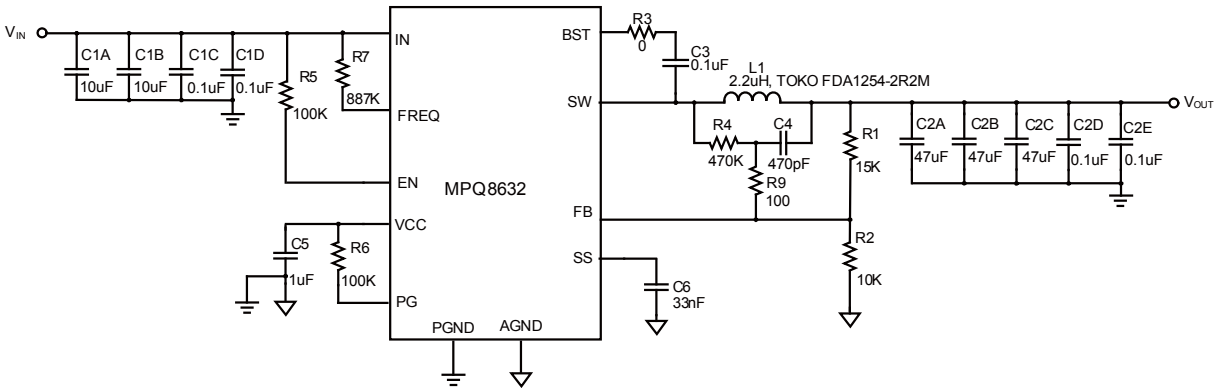 VIN
C1A
10uF
C1B
10uF
C1C
0.1uF
C1D
0.1uF
R5
100K
R7
887K
IN
FREQ
EN
VCC
PG
PGND
AGND
MPQ8632
BST
SW
FB
SS
C5
1uF
R6
100K
R3
0
C3
0.1uF
L1
2.2uH, TOKO FDA1254-2R2M
R4
470K
C4
470pF
R9
100
R1
15K
R2
10K
C6
33nF
C2A
47uF
C2B
47uF
C2C
47uF
C2D
0.1uF
C2E
0.1uF
VOUT